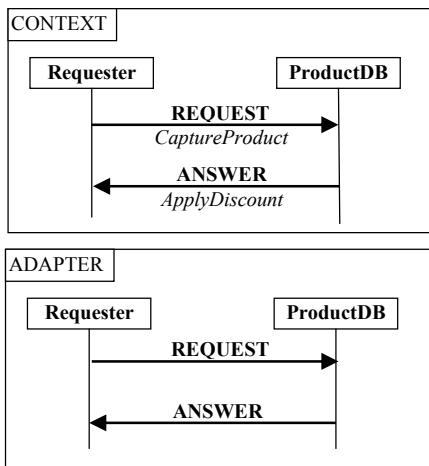 CONTEXT
Requester ProductDB
REQUEST
CaptureProduct
ANSWER
ApplyDiscount
ADAPTER
Requester ProductDB
REQUEST
ANSWER